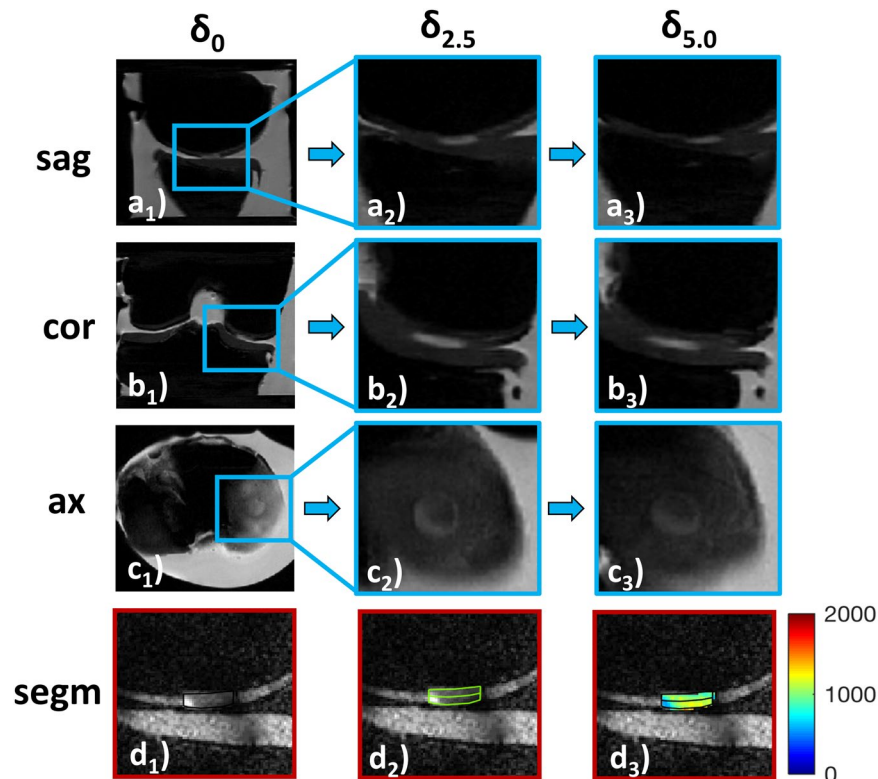 δ₀ δ₂.₅ δ₅.₀
sag
a₁) a₂) a₃)
cor
b₁) b₂) b₃)
ax
c₁) c₂) c₃)
segm
d₁) d₂) d₃)
2000
1000
0